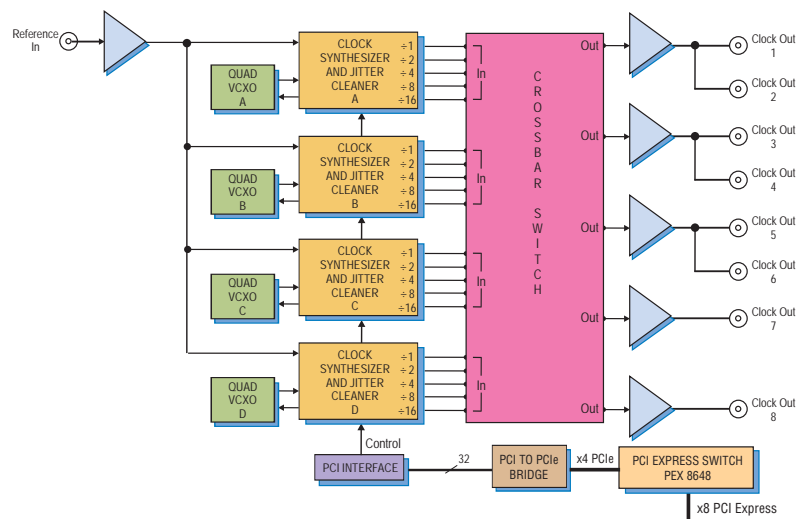 Reference
In
QUAD
VCXO
A
CLOCK
SYNTHESIZER
AND JITTER
CLEANER
A
÷1
÷2
÷4
÷8
÷16
In
QUAD
VCXO
B
CLOCK
SYNTHESIZER
AND JITTER
CLEANER
B
÷1
÷2
÷4
÷8
÷16
In
QUAD
VCXO
C
CLOCK
SYNTHESIZER
AND JITTER
CLEANER
C
÷1
÷2
÷4
÷8
÷16
In
QUAD
VCXO
D
CLOCK
SYNTHESIZER
AND JITTER
CLEANER
D
÷1
÷2
÷4
÷8
÷16
In
CROSSBAR SWITCH
Out
Out
Out
Out
Out
Clock Out
1
Clock Out
2
Clock Out
3
Clock Out
4
Clock Out
5
Clock Out
6
Clock Out
7
Clock Out
8
Control
PCI INTERFACE
32
PCI TO PCIe
BRIDGE
x4 PCIe
PCI EXPRESS SWITCH
PEX 8648
x8 PCI Express